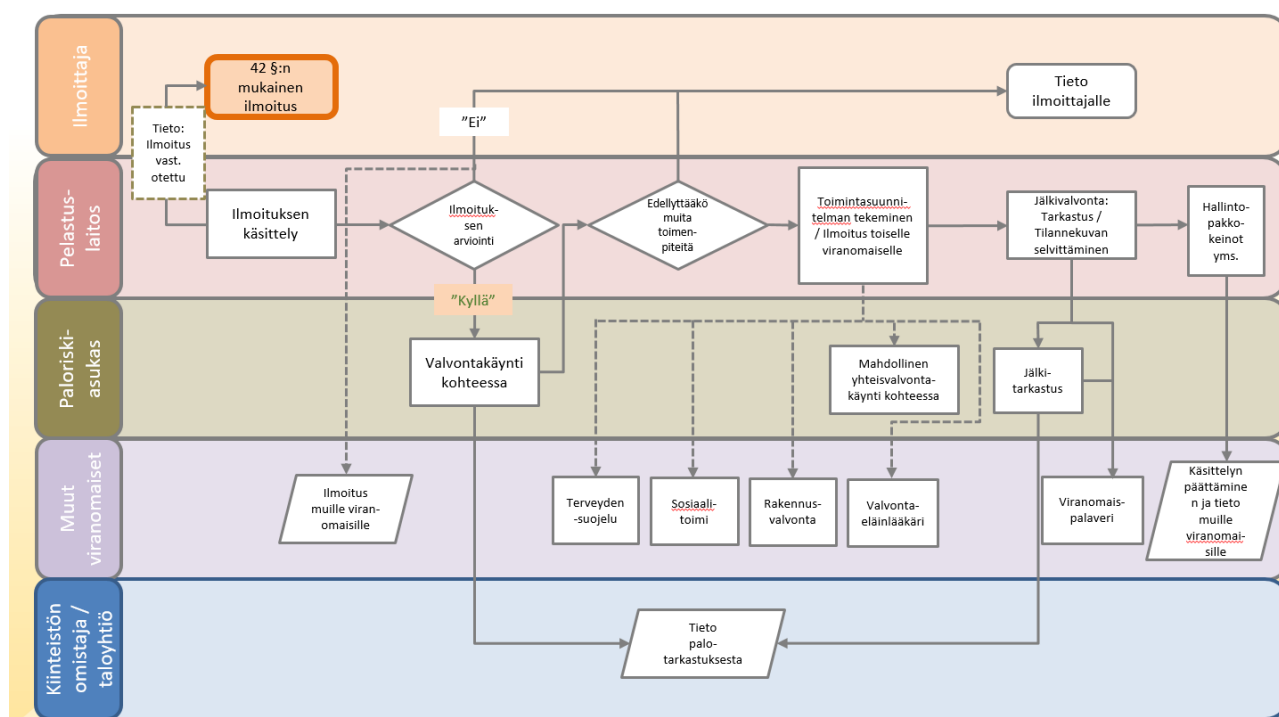 Ilmoittaja
42 §:n
mukainen
ilmoitus
Tieto:
Ilmoitus
vast.
otettu
”Ei”
Tieto
ilmoittajalle
Pelastus-
laitos
Ilmoituksen
käsittely
Ilmoituk-
sen
arviointi
Edellyttääkö
muita
toimen-
piteitä
Toimintasuunni-
telman tekeminen
/ Ilmoitus toiselle
viranomaiselle
Jälkivalvonta:
Tarkastus /
Tilannekuvan
selvittäminen
Hallinto-
pakko-
keinot
yms.
”Kyllä”
Paloriski-
asukas
Valvontakäynti
kohteessa
Mahdollinen
yhteisvalvonta-
käynti kohteessa
Jälki-
tarkastus
Muut
viranomaiset
Ilmoitus
muille viran-
omaisille
Terveyden
-suojelu
Sosiaali-
toimi
Rakennus-
valvonta
Valvonta-
eläinlääkäri
Viranomais-
palaveri
Käsittelyn
päättämine
n ja tieto
muille
viranomai-
sille
Kiinteistön
omistaja /
taloyhtiö
Tieto
palo-
tarkastuksesta